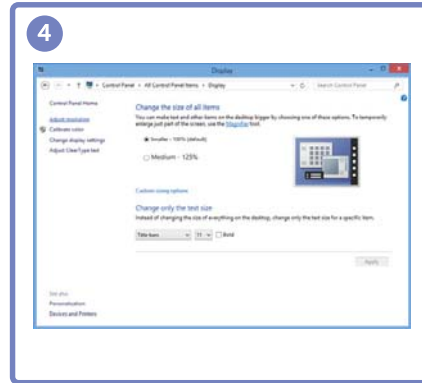 4
Display
Control Panel ▸ All Control Panel Items ▸ Display
Search Control Panel
Control Panel Home
Adjust resolution
Calibrate color
Change display settings
Adjust ClearType text
Change the size of all items
You can make text and other items on the desktop bigger by choosing one of these options. To temporarily
enlarge just part of the screen, use the Magnifier tool.
Smaller - 100% (default)
Medium - 125%
Custom sizing options
Change only the text size
Instead of changing the size of everything on the desktop, change only the text size for a specific item.
Title bars 11 Bold
Apply
See also
Personalization
Devices and Printers